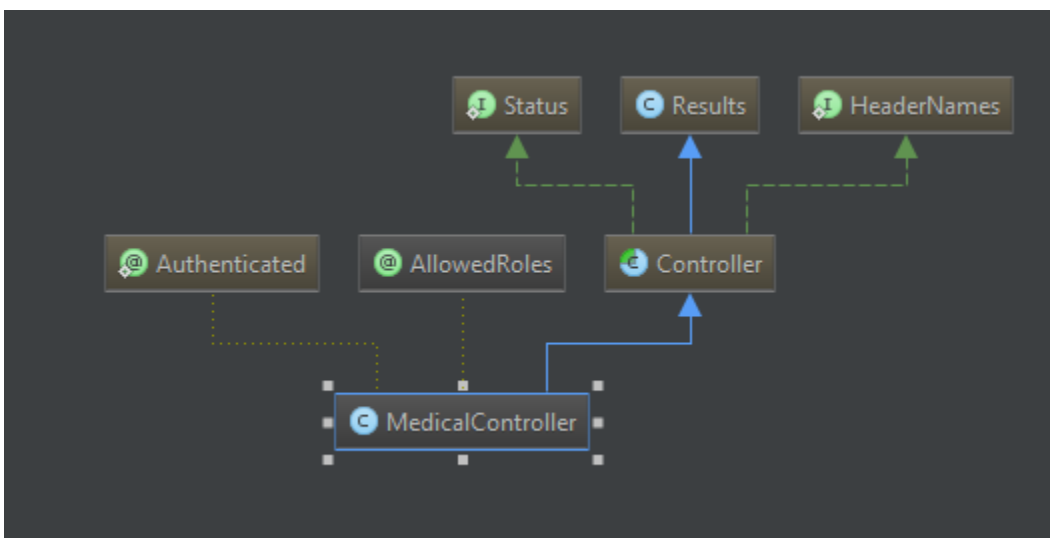 Status
Results
HeaderNames
Authenticated
AllowedRoles
Controller
MedicalController